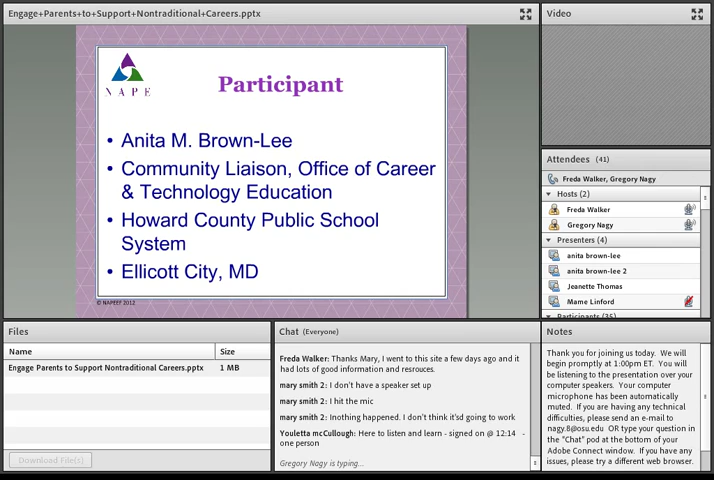 Engage+Parents+to+Support+Nontraditional+Careers.pptx
NAPE
Participant
• Anita M. Brown-Lee
• Community Liaison, Office of Career
& Technology Education
• Howard County Public School
System
• Ellicott City, MD
© NAPEEF 2012
Video
Attendees (41)
Freda Walker, Gregory Nagy
Hosts (2)
Freda Walker
Gregory Nagy
Presenters (4)
anita brown-lee
anita brown-lee 2
Jeanette Thomas
Mame Linford
Participants (35)
Files
Name Size
Engage Parents to Support Nontraditional Careers.pptx 1 MB
Download File(s)
Chat (Everyone)
Freda Walker: Thanks Mary, I went to this site a few days ago and it
had lots of good information and resrouces.
mary smith 2: I don't have a speaker set up
mary smith 2: I hit the mic
mary smith 2: Inothing happened. I don't think it'sd going to work
Youletta mcCullough: Here to listen and learn - signed on @ 12:14 -
one person
Gregory Nagy is typing...
Notes
Thank you for joining us today. We will
begin promptly at 1:00pm ET. You will
be listening to the presentation over your
computer speakers. Your computer
microphone has been automatically
muted. If you are having any technical
difficulties, please send an e-mail to
nagy.8@osu.edu OR type your question in
the "Chat" pod at the bottom of your
Adobe Connect window. If you have any
issues, please try a different web browser.